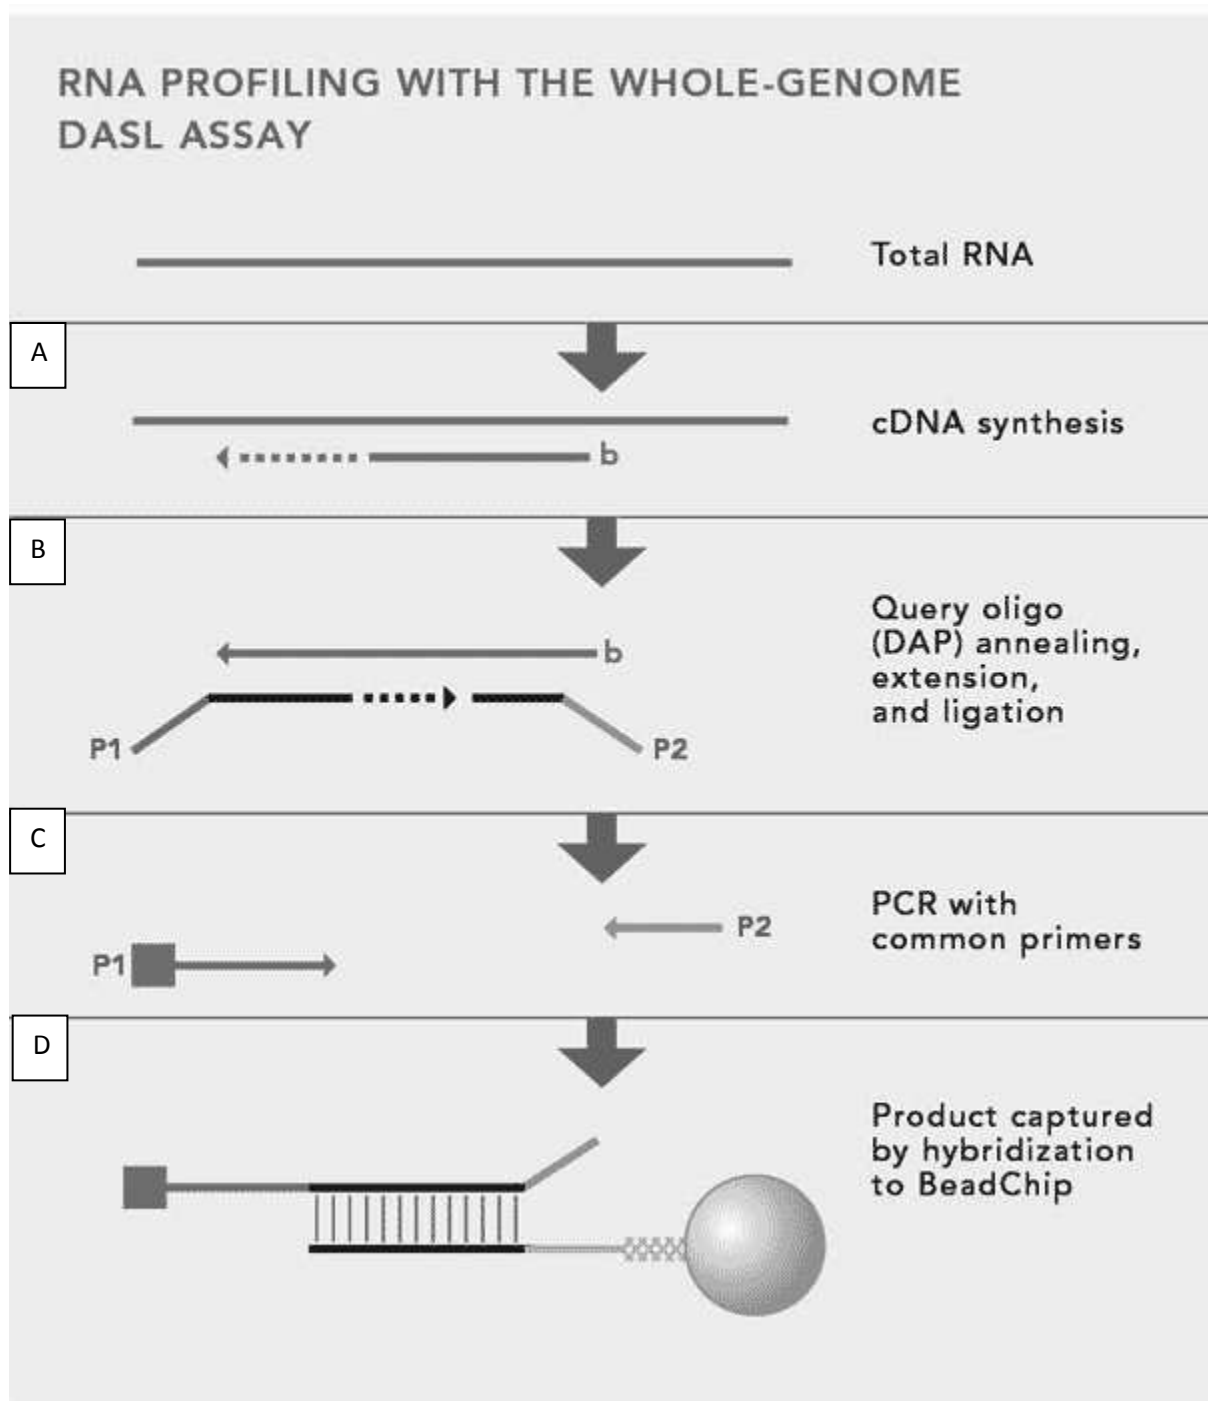 RNA PROFILING WITH THE WHOLE-GENOME
DASL ASSAY
Total RNA
A
cDNA synthesis
b
B
Query oligo
(DAP) annealing,
extension,
and ligation
b
P1
P2
C
PCR with
common primers
P2
P1
D
Product captured
by hybridization
to BeadChip